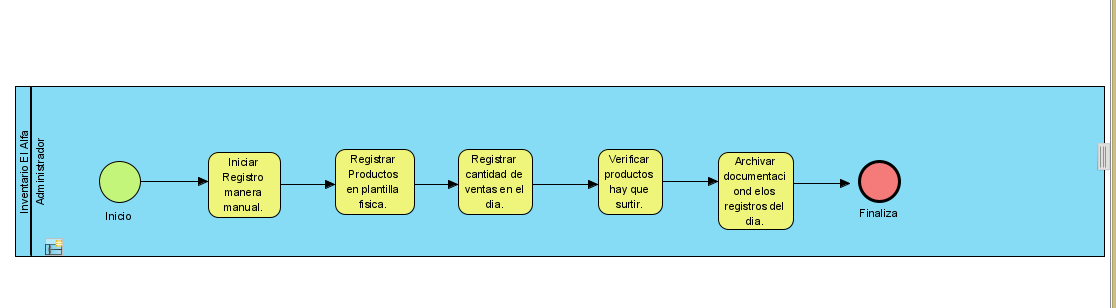 Inventario El Alfa
Administrador
Inicio
Iniciar
Registro
manera
manual.
Registrar
Productos
en plantilla
fisica.
Registrar
cantidad de
ventas en el
dia.
Verificar
productos
hay que
surtir.
Archivar
documentaci
ond elos
registros del
dia.
Finaliza